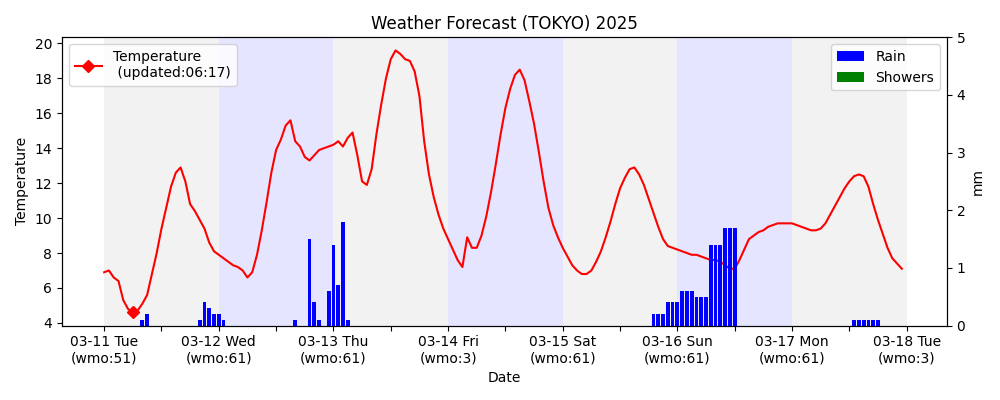 Weather Forecast (TOKYO) 2025
Temperature
(updated:06:17)
Rain
Showers
Temperature
20
18
16
14
12
10
8
6
4
5
4
3
2
1
0
mm
03-11 Tue
(wmo:51)
03-12 Wed
(wmo:61)
03-13 Thu
(wmo:61)
03-14 Fri
(wmo:3)
03-15 Sat
(wmo:61)
03-16 Sun
(wmo:61)
03-17 Mon
(wmo:61)
03-18 Tue
(wmo:3)
Date